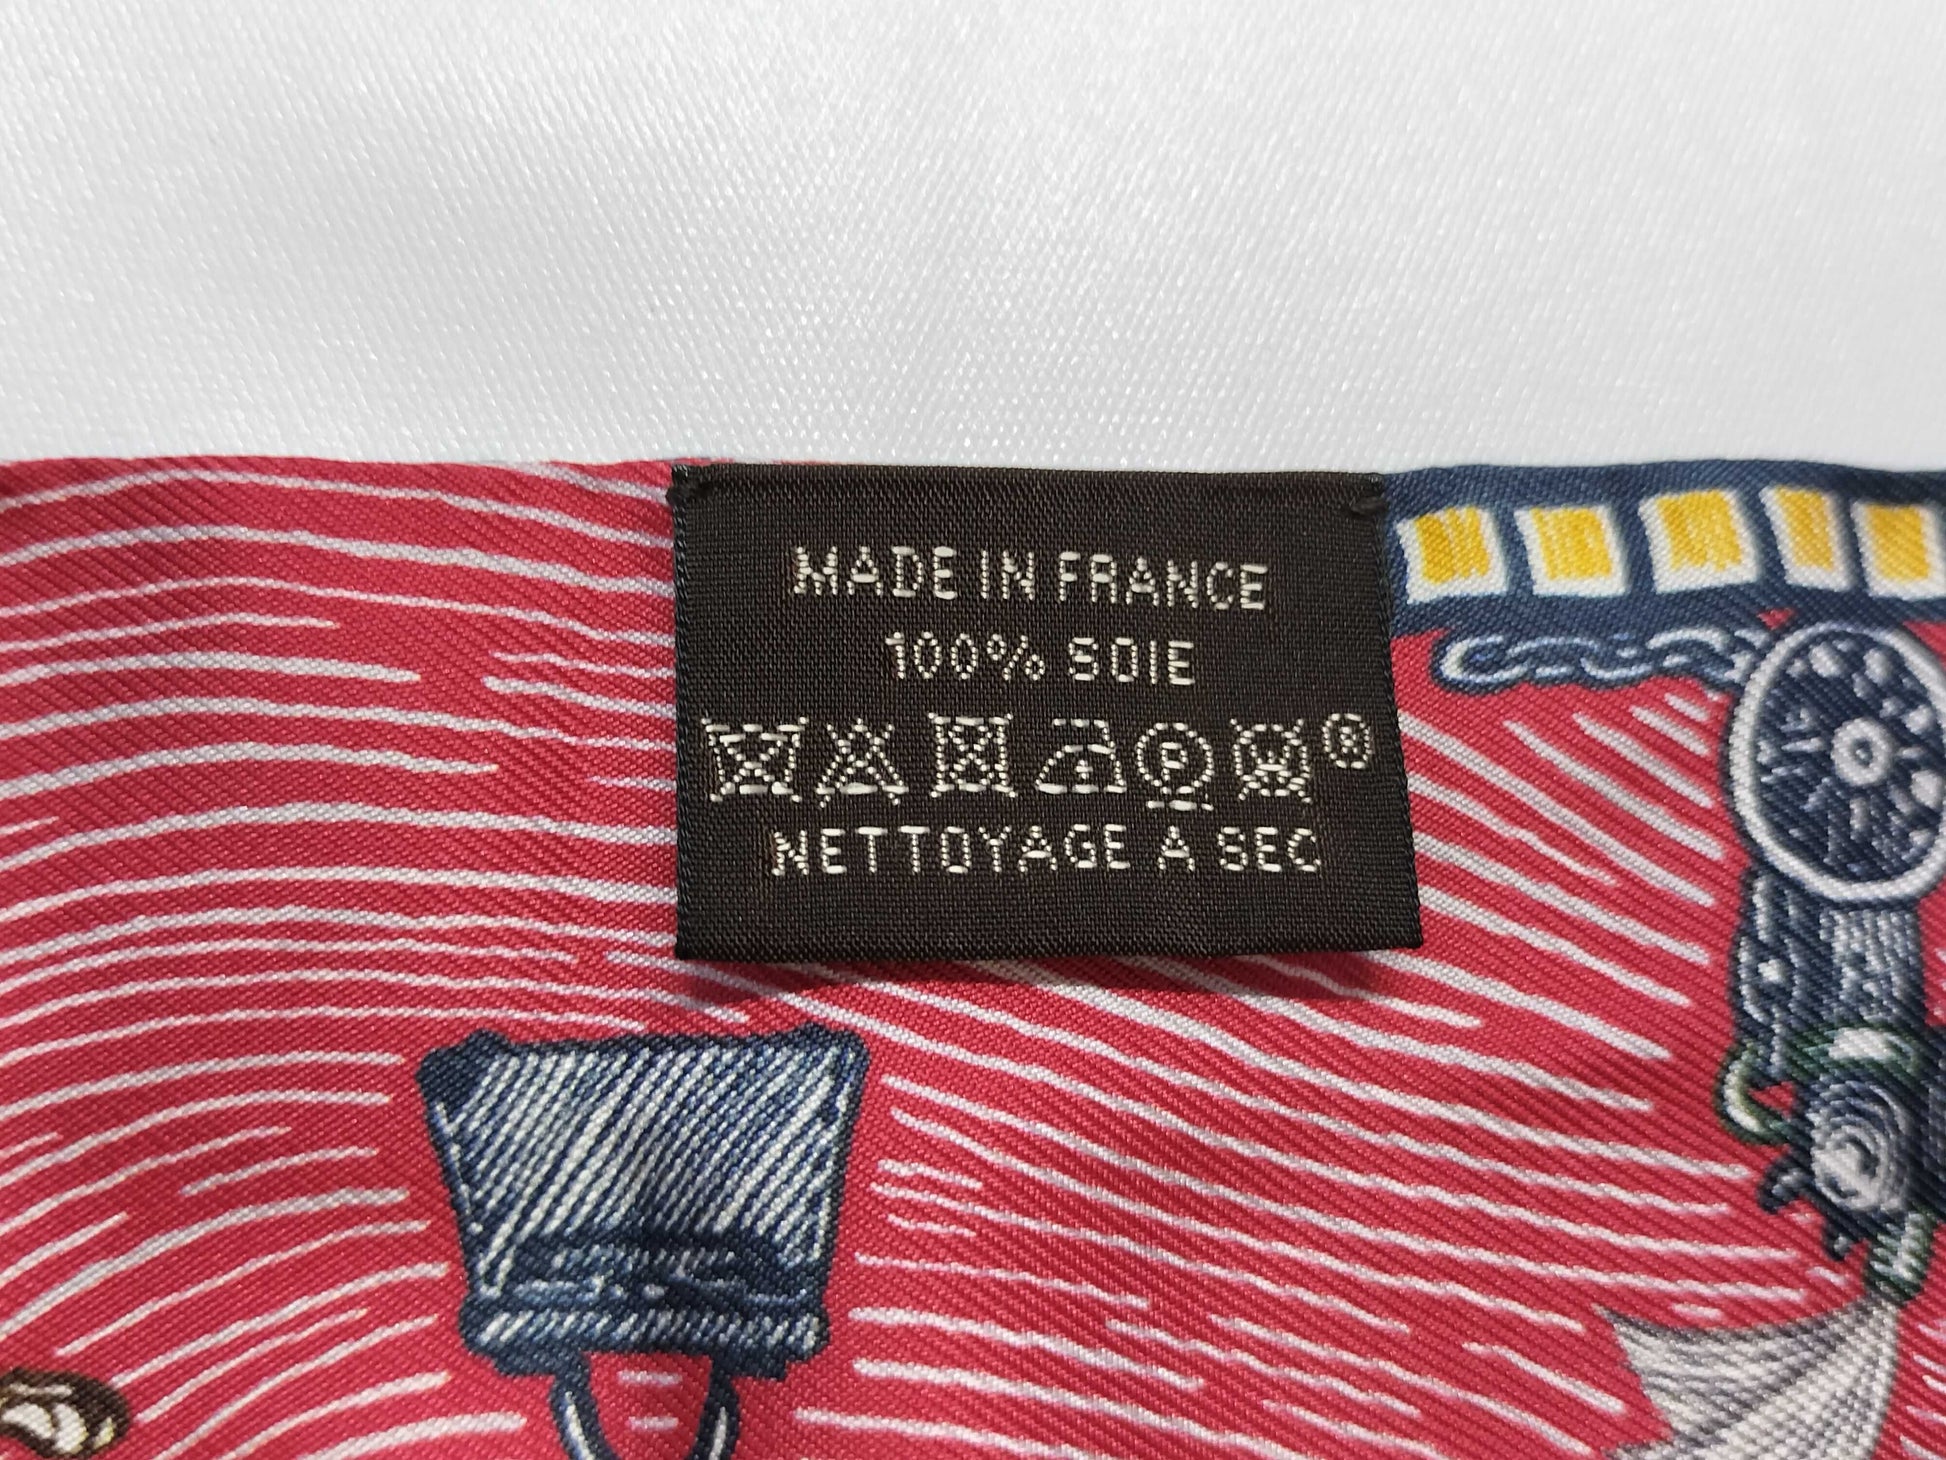 MADE IN FRANCE
100% SOIE
P W ®
NETTOYAGE A SEC